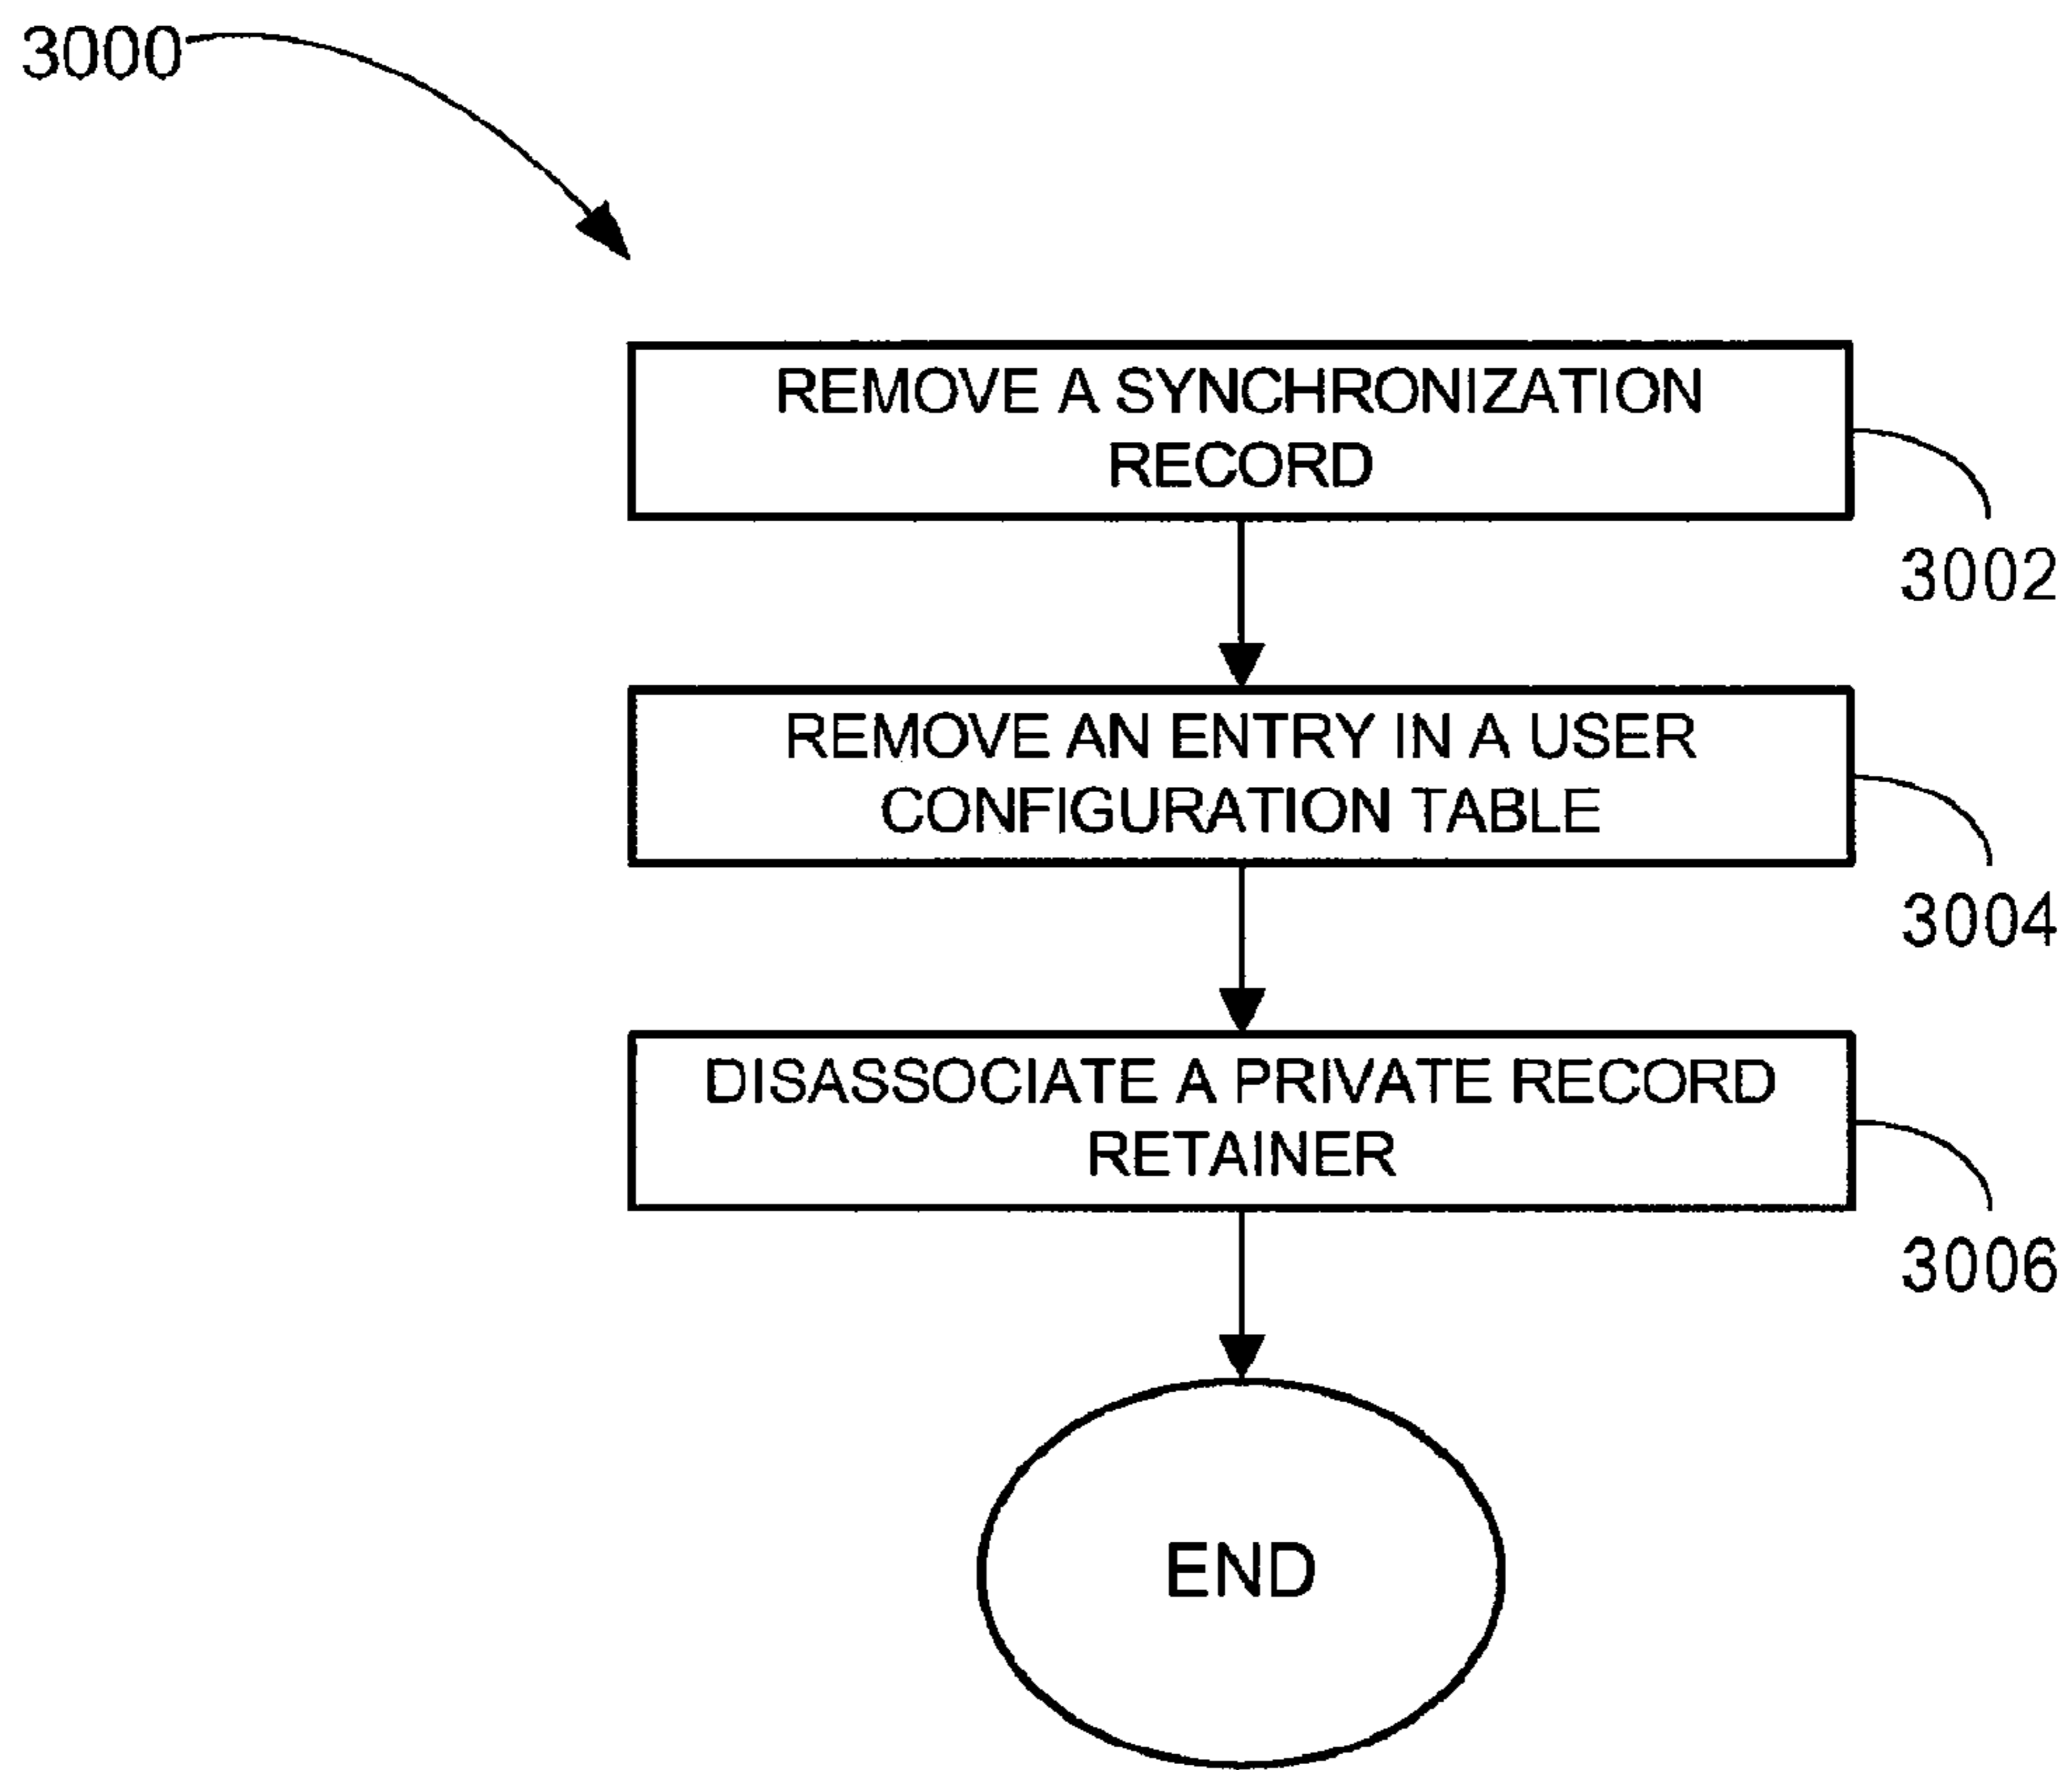 3000
REMOVE A SYNCHRONIZATION
RECORD
3002
REMOVE AN ENTRY IN A USER
CONFIGURATION TABLE
3004
DISASSOCIATE A PRIVATE RECORD
RETAINER
3006
END